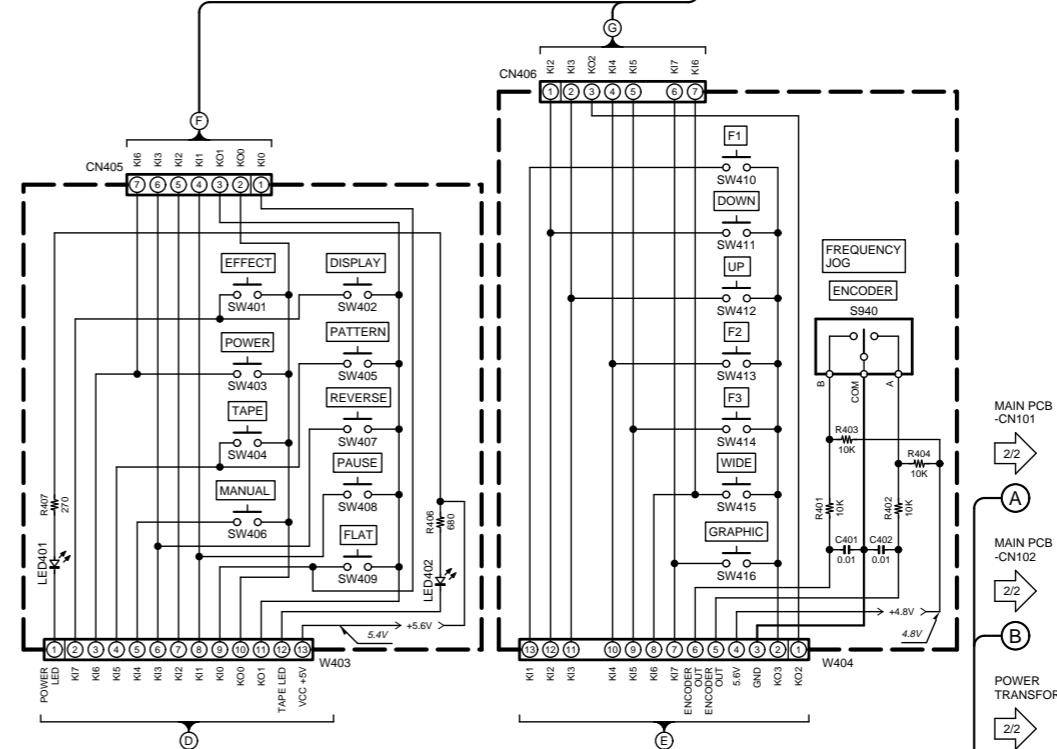 G
CN406
KI2 KI3 KO2 KI4 KI5 KI7 KI6
1 2 3 4 5 6 7
F
CN405
KI6 KI3 KI2 KI1 KO1 KO0 KI0
7 6 5 4 3 2 1
EFFECT
SW401
DISPLAY
SW402
POWER
SW403
PATTERN
SW405
TAPE
SW404
REVERSE
SW407
MANUAL
SW406
PAUSE
SW408
FLAT
SW409
R407
270
LED401
R406
680
LED402
+5.6V
5.4V
1 2 3 4 5 6 7 8 9 10 11 12 13
W403
POWER LED
KI7 KI6 KI5 KI4 KI3 KI2 KI1 KI0 KO0 KO1 TAPE LED VCC +5V
D
F1
SW410
DOWN
SW411
UP
SW412
F2
SW413
F3
SW414
WIDE
SW415
GRAPHIC
SW416
FREQUENCY
JOG
ENCODER
S940
B COM A
R403
10K
R404
10K
R401
10K
R402
10K
C401
0.01
C402
0.01
+4.8V
4.8V
13 12 11 10 9 8 7 6 5 4 3 2 1
W404
KI1 KI2 KI3 KI4 KI5 KI6 KI7
ENCODER OUT
ENCODER OUT
5.6V GND KO3 KO2
E
MAIN PCB
-CN101
2/2
A
MAIN PCB
-CN102
2/2
B
POWER
TRANSFOR
2/2